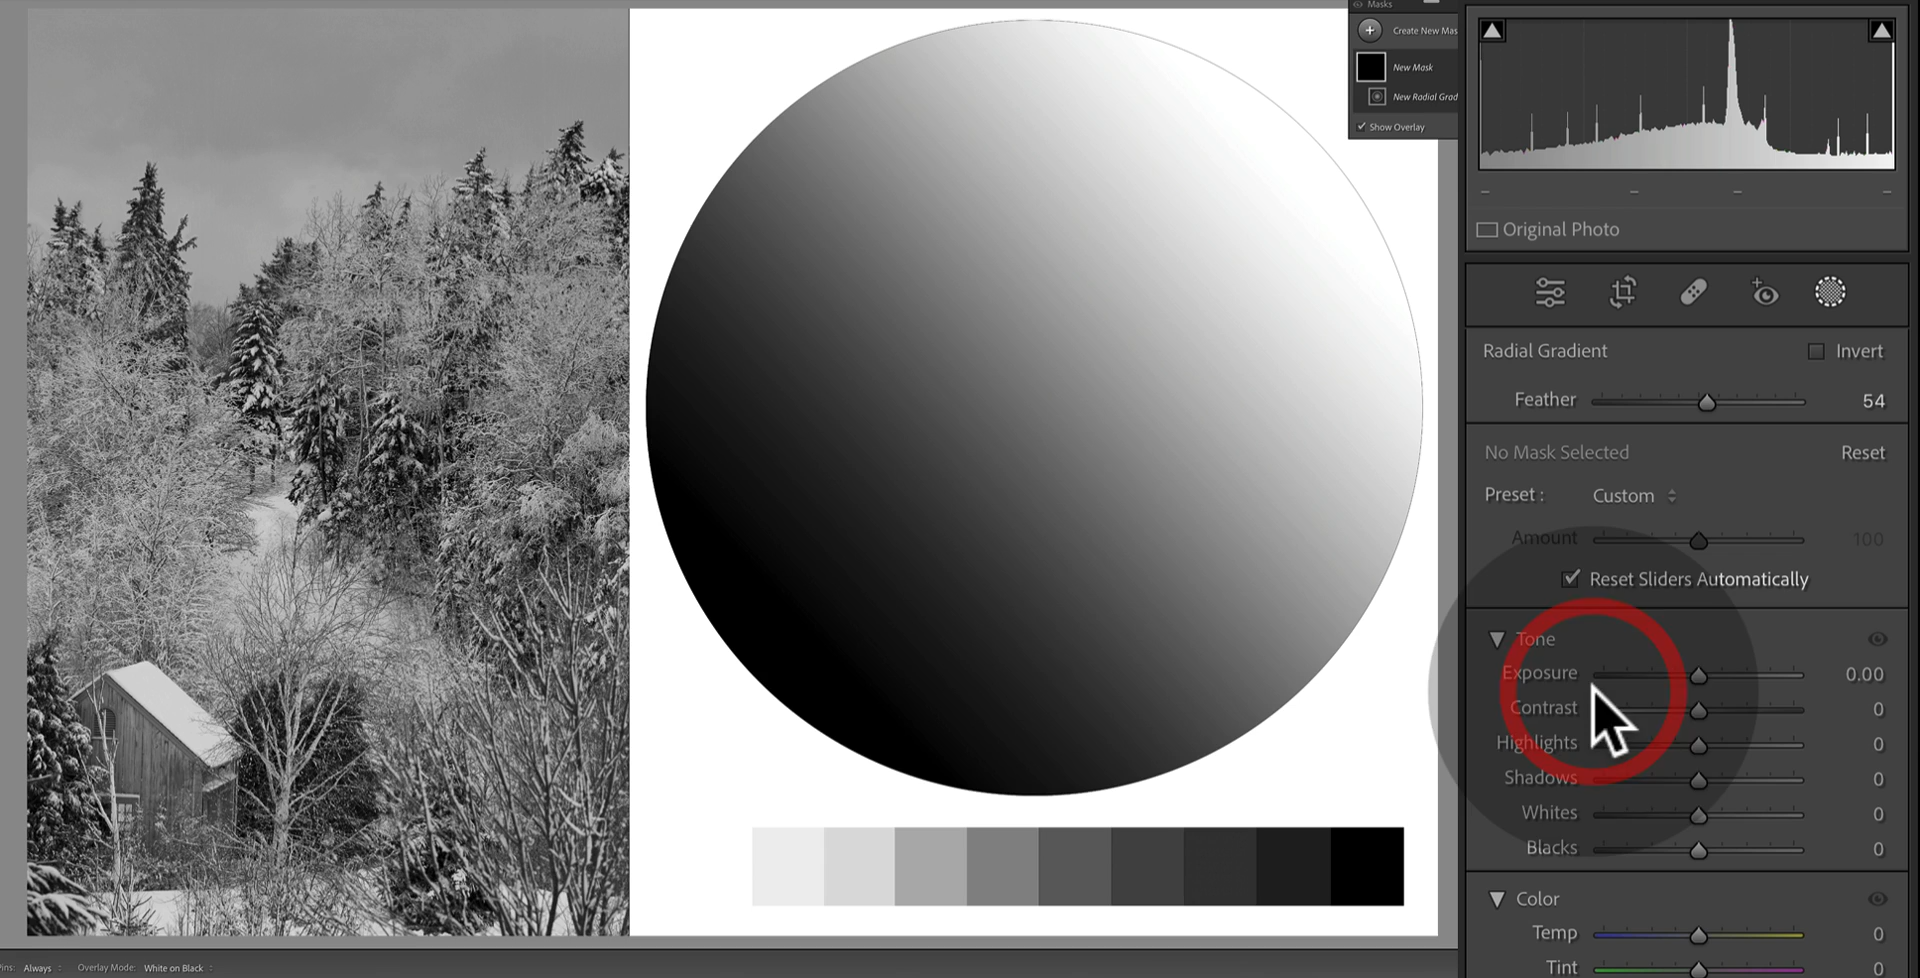 Masks
Create New Mas
New Mask
New Radial Grad
Show Overlay
Original Photo
Radial Gradient
Invert
Feather 54
No Mask Selected Reset
Preset : Custom
Amount 100
Reset Sliders Automatically
Tone
Exposure 0.00
Contrast 0
Highlights 0
Shadows 0
Whites 0
Blacks 0
Color
Temp 0
Tint 0
ins: Always Overlay Mode: White on Black